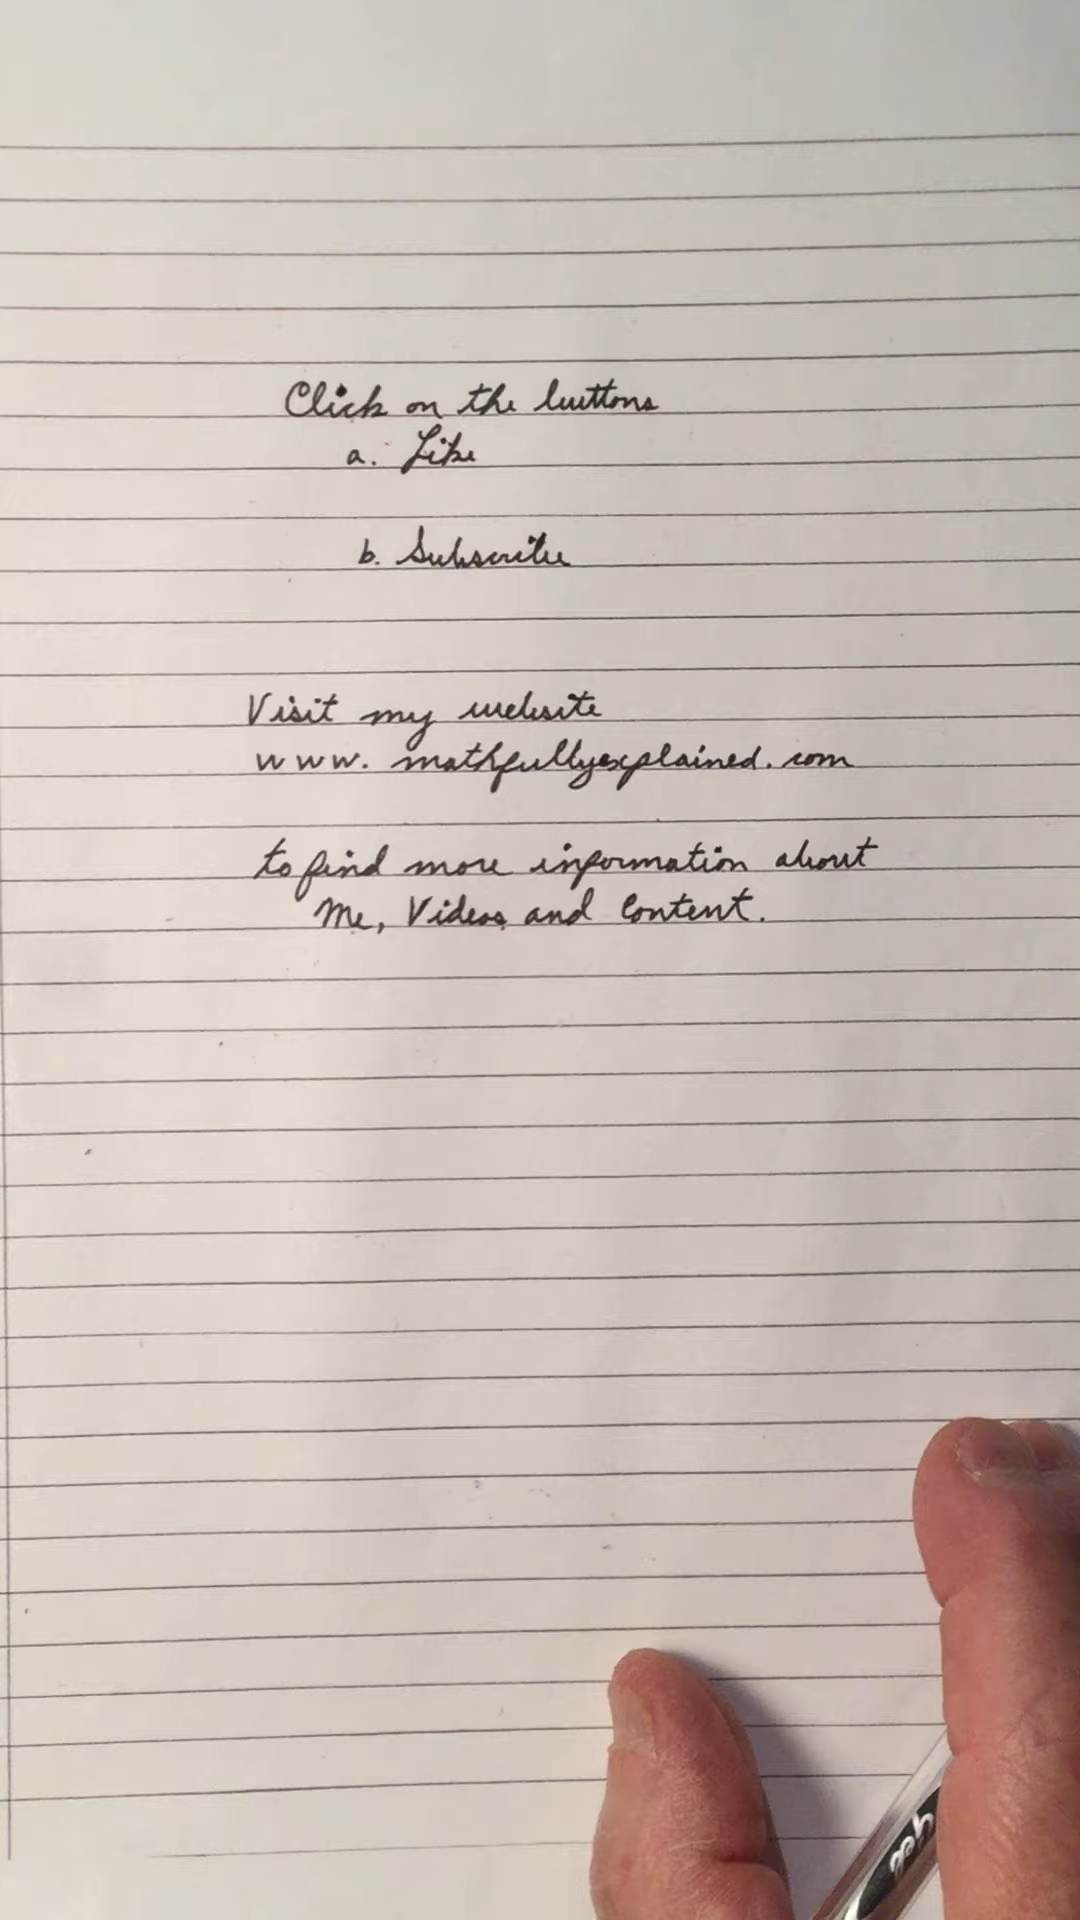 Click on the buttons
a. Like
b. Subscribe
Visit my website
www.mathfullyexplained.com
to find more information about
Me, Videos and Content.
gel